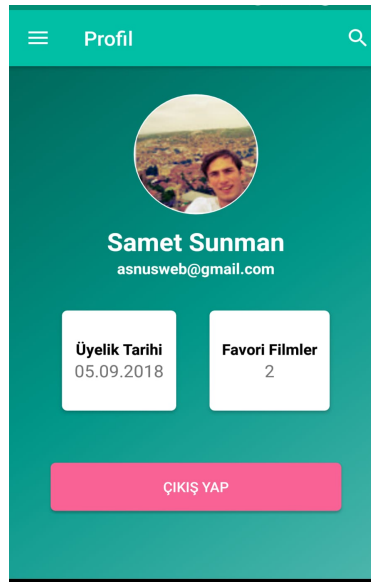 Profil
Samet Sunman
asnusweb@gmail.com
Üyelik Tarihi
05.09.2018
Favori Filmler
2
ÇIKIŞ YAP